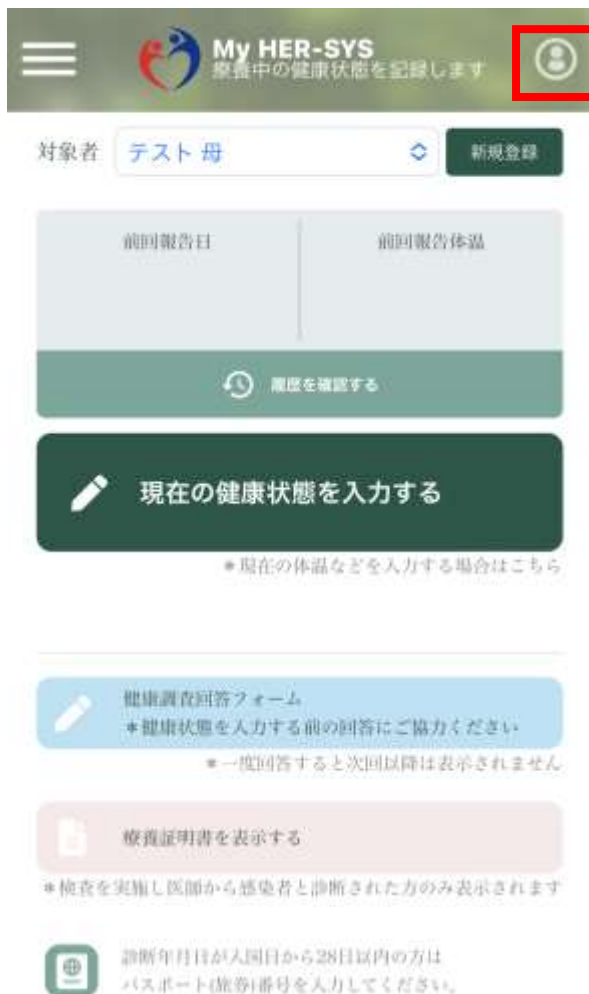 My HER-SYS
療養中の健康状態を記録します
対象者
テスト 母
新規登録
前回報告日
前回報告体温
履歴を確認する
現在の健康状態を入力する
＊現在の体温などを入力する場合はこちら
健康調査回答フォーム
＊健康状態を入力する前の回答にご協力ください
＊一度回答すると次回以降は表示されません
療養証明書を表示する
＊検査を実施し医師から感染者と診断された方のみ表示されます
診断年月日が入国日から28日以内の方は
パスポート(旅券)番号を入力してください。